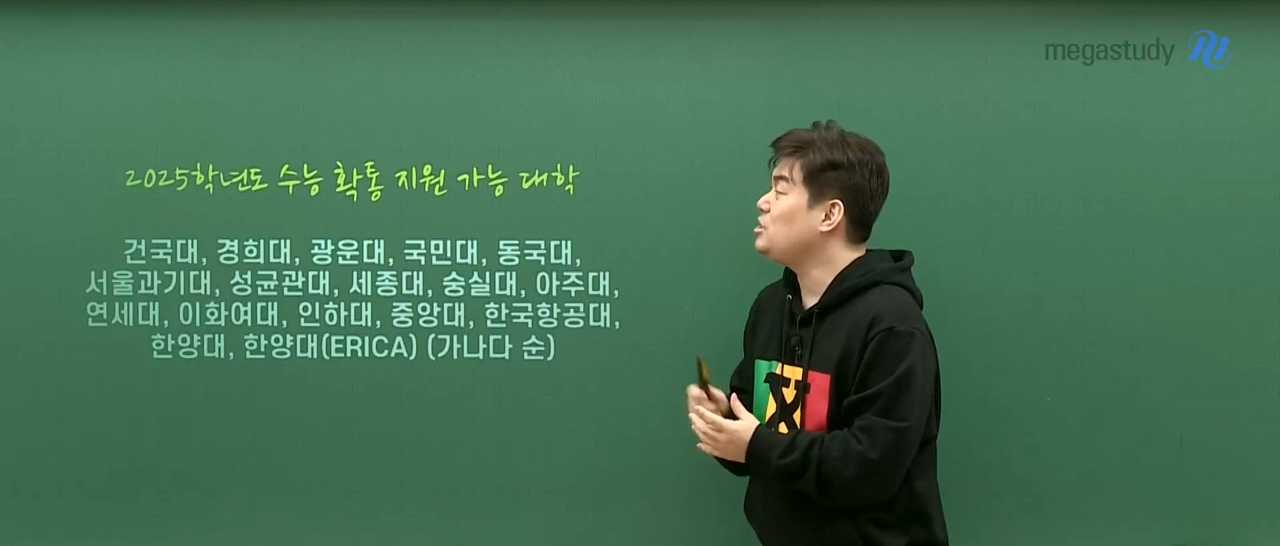 megastudy M
2025학년도 수능 확통 지원 가능 대학
건국대, 경희대, 광운대, 국민대, 동국대,
서울과기대, 성균관대, 세종대, 숭실대, 아주대,
연세대, 이화여대, 인하대, 중앙대, 한국항공대,
한양대, 한양대(ERICA) (가나다 순)
X